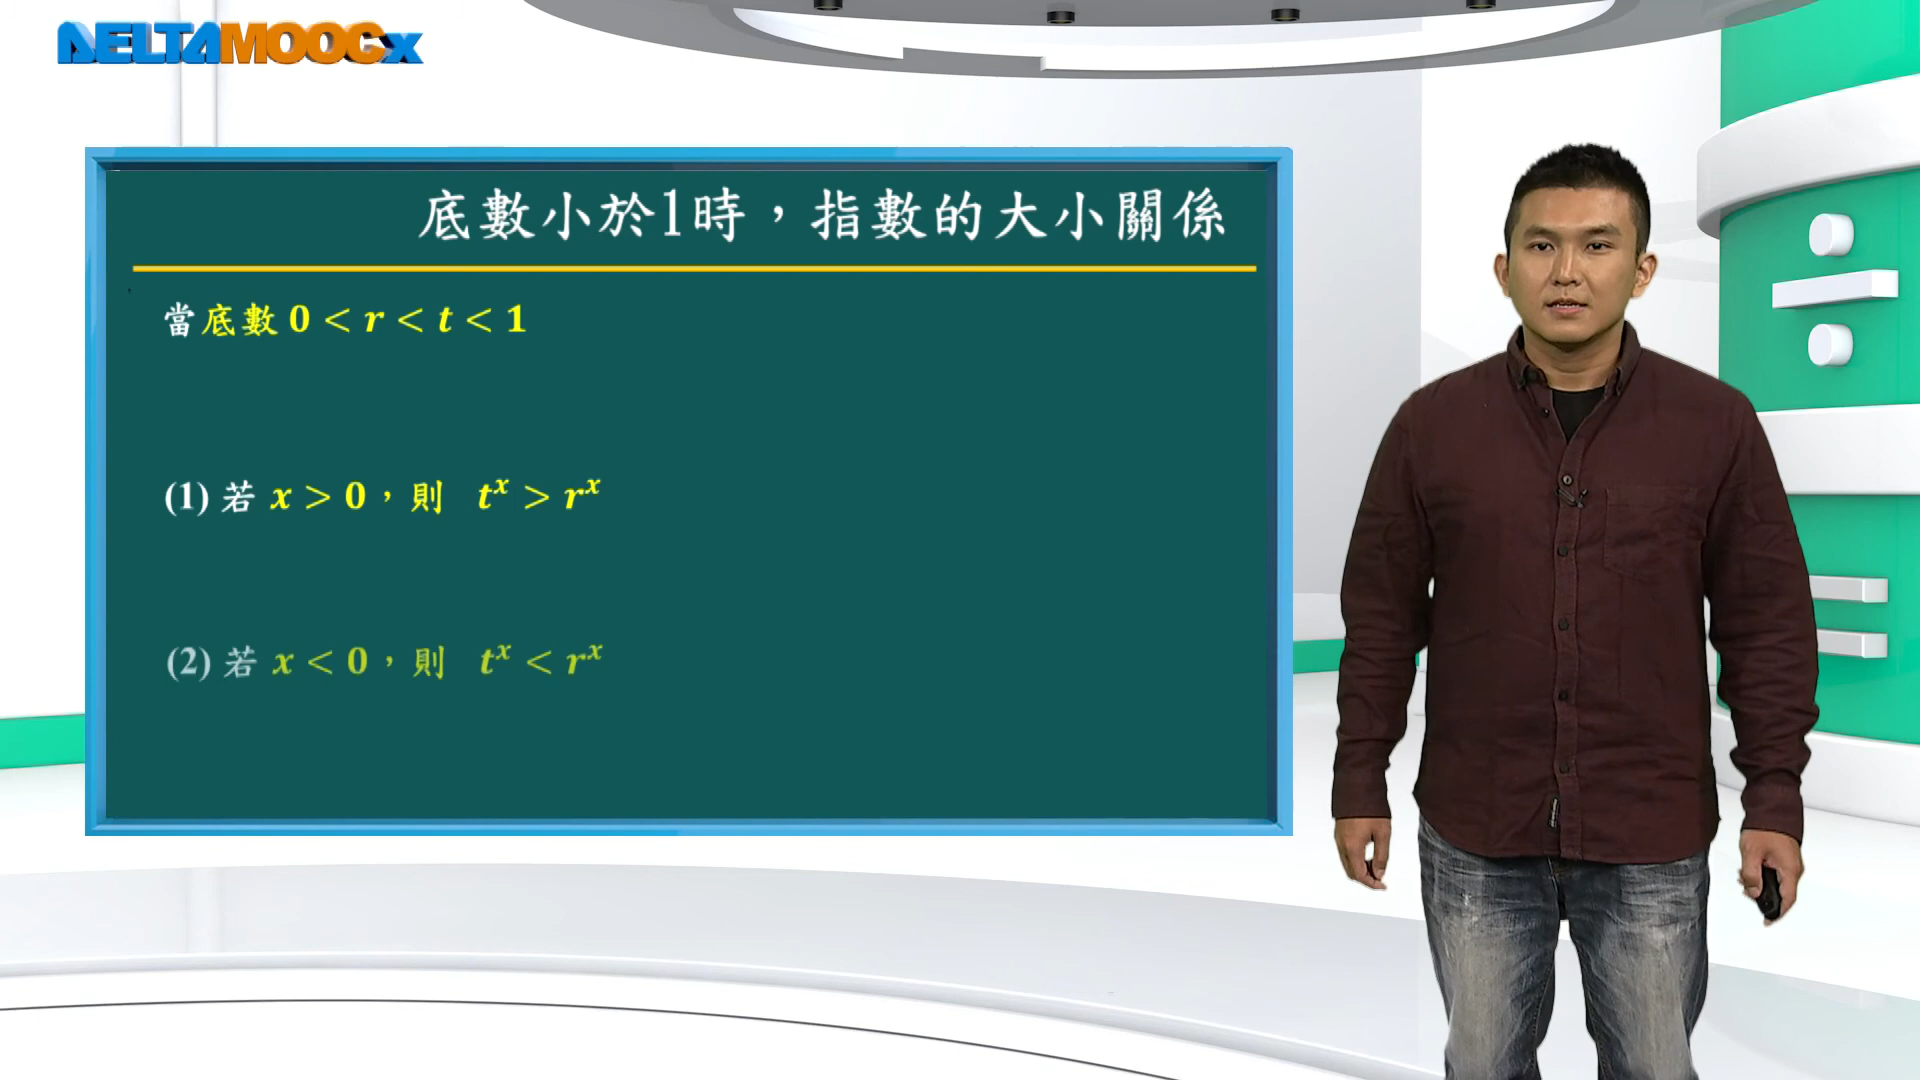 DELTAMOOCx
底數小於1時，指數的大小關係
當底數 0 < r < t < 1
(1) 若 x > 0，則 t^x > r^x
(2) 若 x < 0，則 t^x < r^x